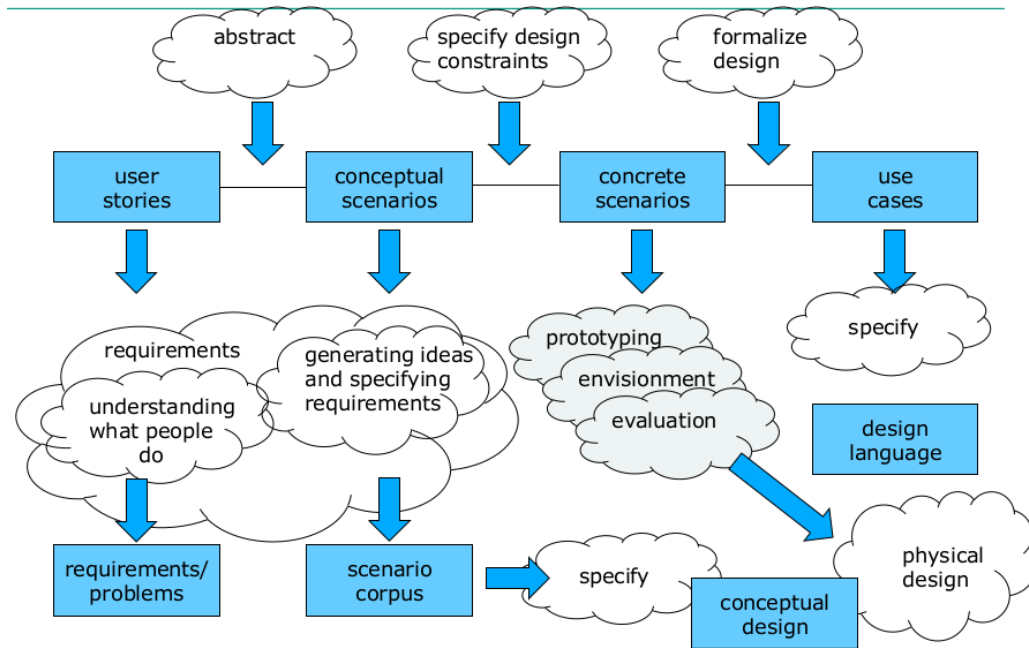 abstract
specify design
constraints
formalize
design
user
stories
conceptual
scenarios
concrete
scenarios
use
cases
requirements
generating ideas
and specifying
requirements
understanding
what people
do
prototyping
envisionment
evaluation
specify
design
language
requirements/
problems
scenario
corpus
specify
conceptual
design
physical
design